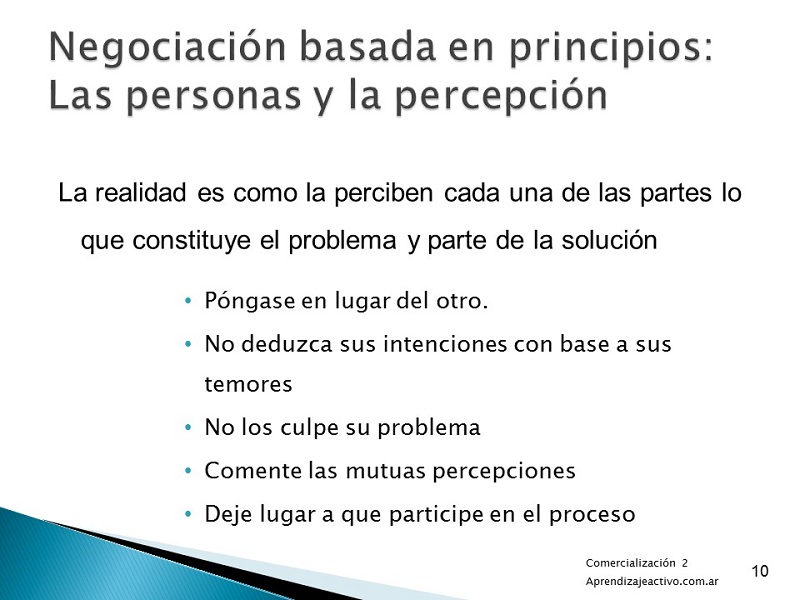 Negociación basada en principios:
Las personas y la percepción
La realidad es como la perciben cada una de las partes lo
que constituye el problema y parte de la solución
• Póngase en lugar del otro.
• No deduzca sus intenciones con base a sus
temores
• No los culpe su problema
• Comente las mutuas percepciones
• Deje lugar a que participe en el proceso
Comercialización 2
Aprendizajeactivo.com.ar
10